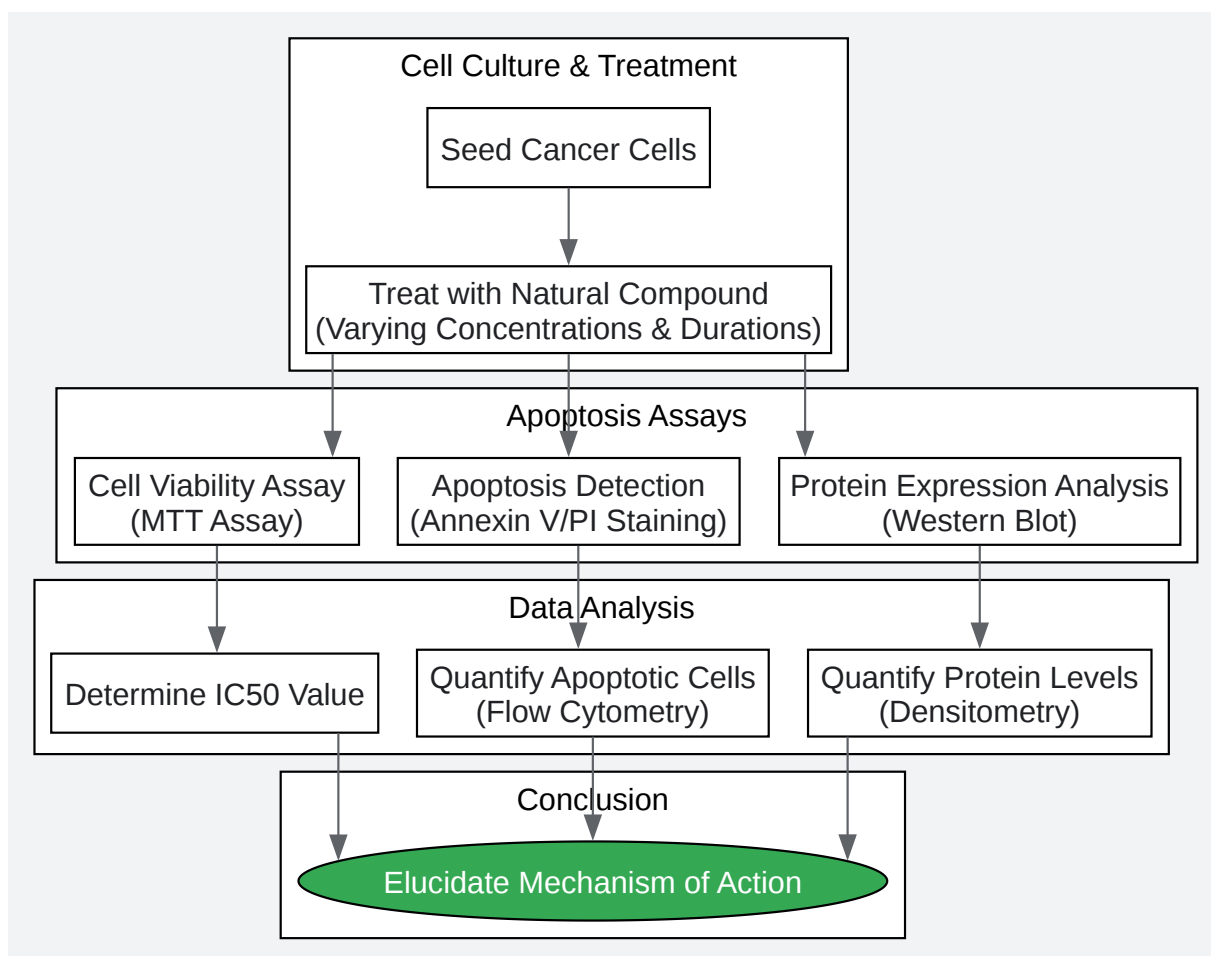 Cell Culture & Treatment
Seed Cancer Cells
Treat with Natural Compound
(Varying Concentrations & Durations)
Apoptosis Assays
Cell Viability Assay
(MTT Assay)
Apoptosis Detection
(Annexin V/PI Staining)
Protein Expression Analysis
(Western Blot)
Data Analysis
Determine IC50 Value
Quantify Apoptotic Cells
(Flow Cytometry)
Quantify Protein Levels
(Densitometry)
Conclusion
Elucidate Mechanism of Action